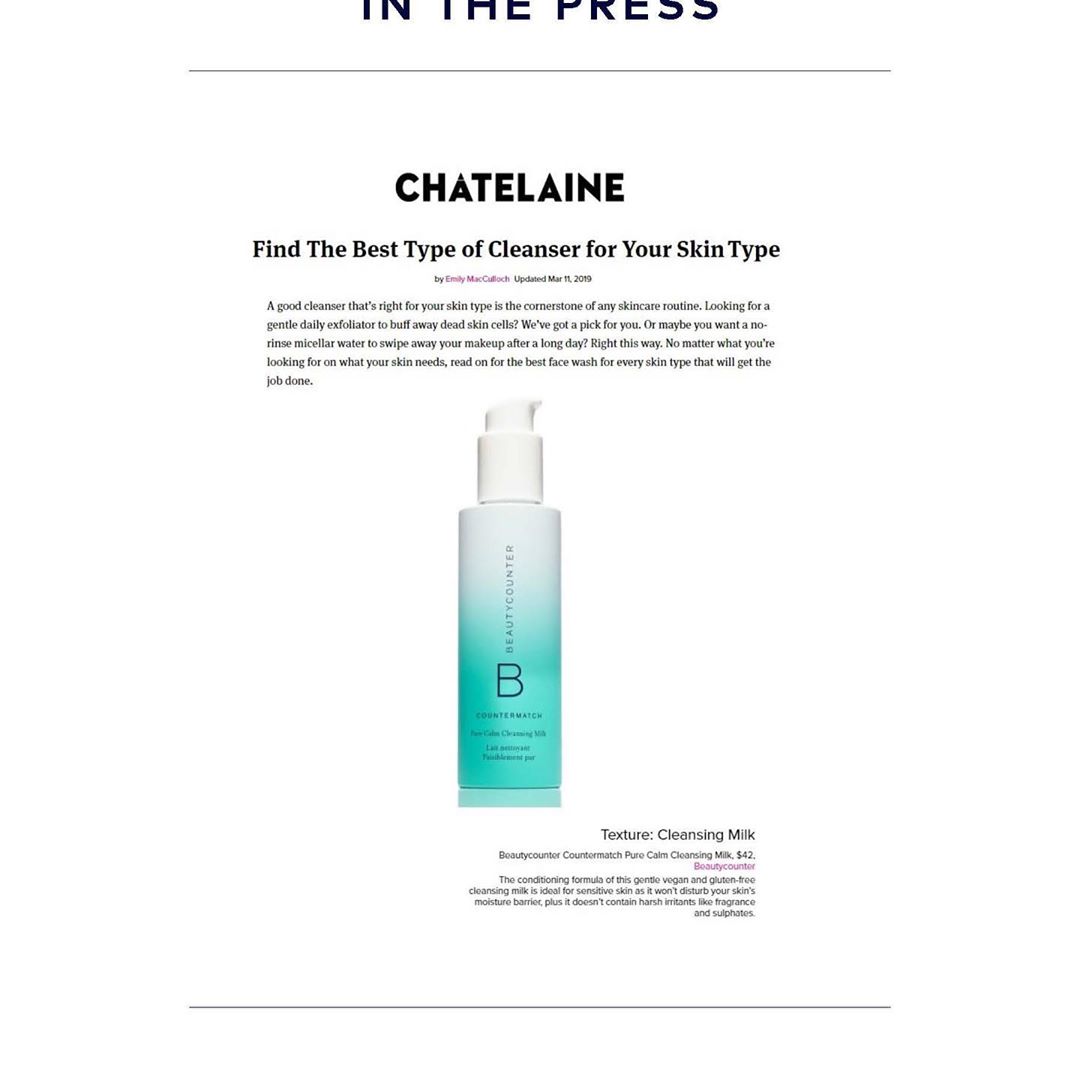 IN THE PRESS
CHÂTELAINE
Find The Best Type of Cleanser for Your Skin Type
by Emily MacCulloch Updated Mar 11, 2019
A good cleanser that's right for your skin type is the cornerstone of any skincare routine. Looking for a
gentle daily exfoliator to buff away dead skin cells? We've got a pick for you. Or maybe you want a no-
rinse micellar water to swipe away your makeup after a long day? Right this way. No matter what you're
looking for on what your skin needs, read on for the best face wash for every skin type that will get the
job done.
BEAUTYCOUNTER
B
COUNTERMATCH
Pure Calm Cleansing Milk
Lait nettoyant
Paisiblement pur
Texture: Cleansing Milk
Beautycounter Countermatch Pure Calm Cleansing Milk, $42,
Beautycounter
The conditioning formula of this gentle vegan and gluten-free
cleansing milk is ideal for sensitive skin as it won't disturb your skin's
moisture barrier, plus it doesn't contain harsh irritants like fragrance
and sulphates.